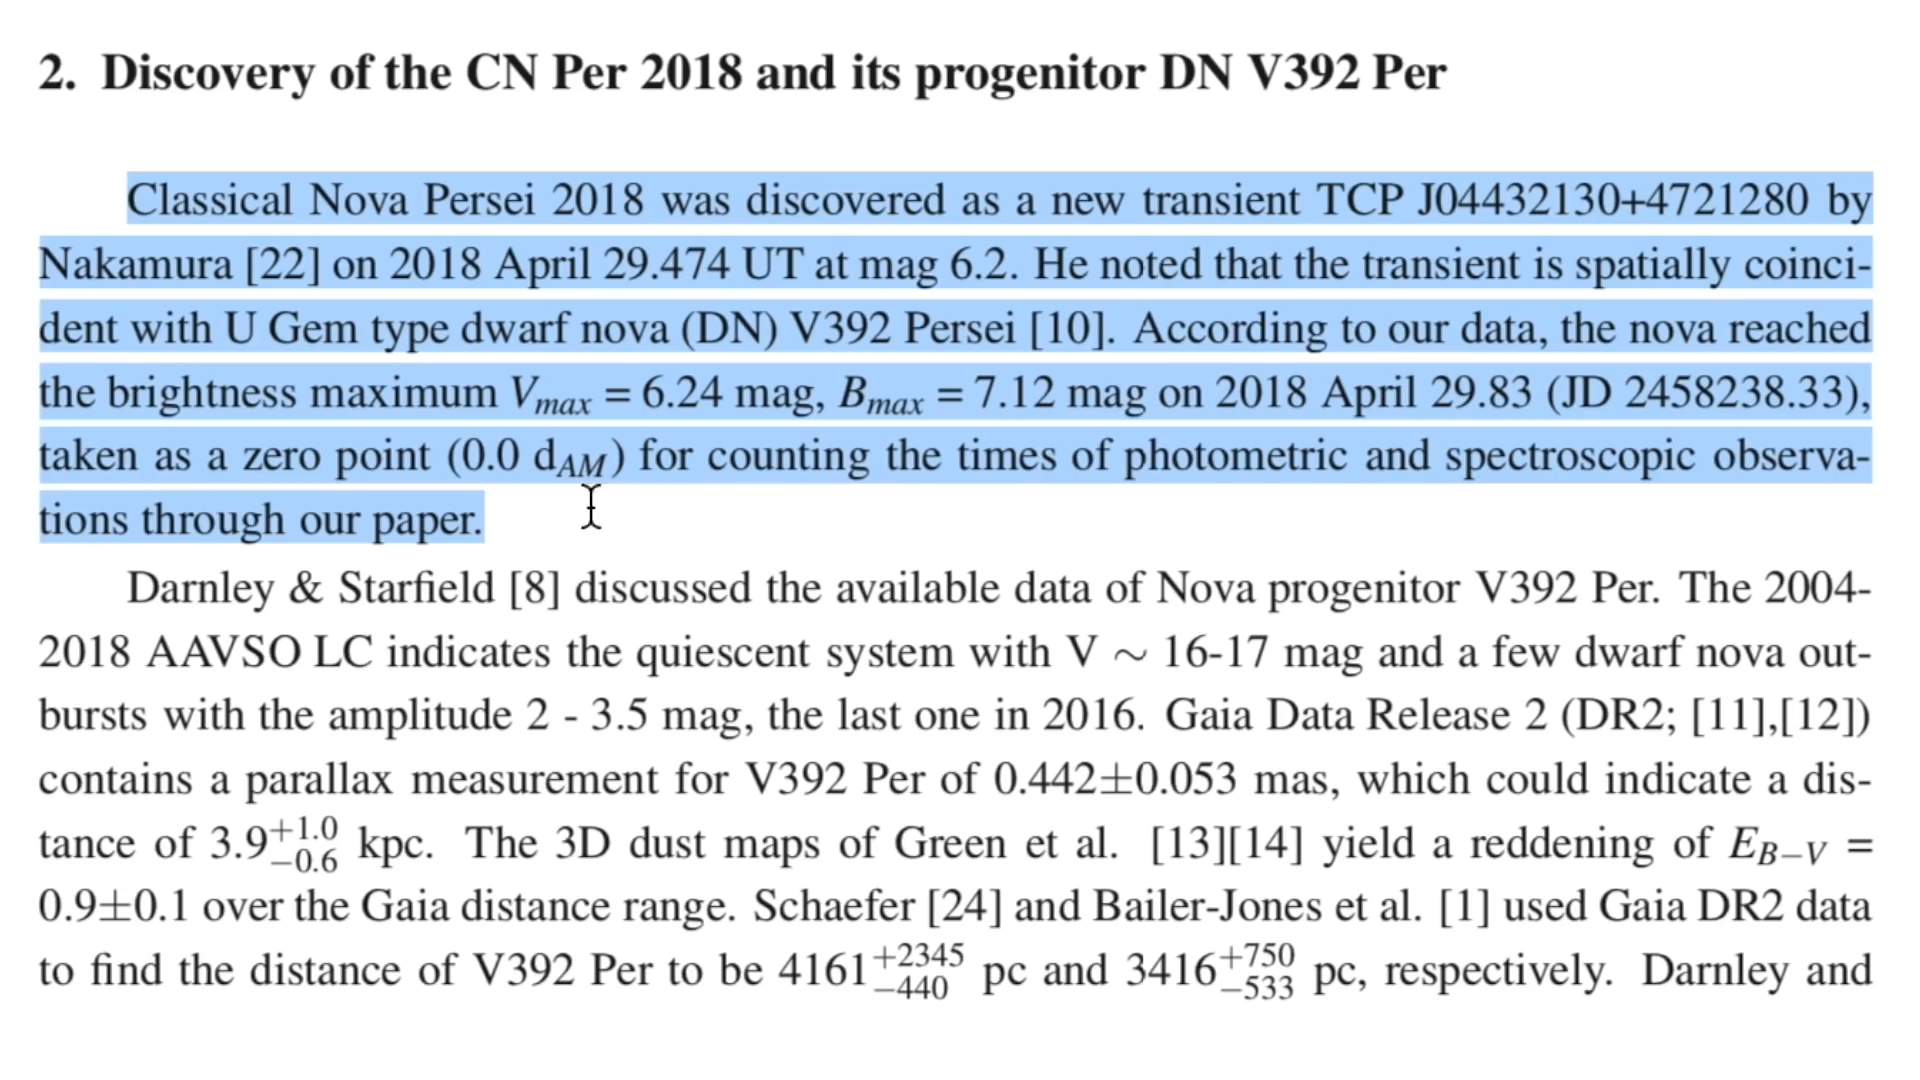 2. Discovery of the CN Per 2018 and its progenitor DN V392 Per
Classical Nova Persei 2018 was discovered as a new transient TCP J04432130+4721280 by
Nakamura [22] on 2018 April 29.474 UT at mag 6.2. He noted that the transient is spatially coinci-
dent with U Gem type dwarf nova (DN) V392 Persei [10]. According to our data, the nova reached
the brightness maximum Vmax = 6.24 mag, Bmax = 7.12 mag on 2018 April 29.83 (JD 2458238.33),
taken as a zero point (0.0 dAM) for counting the times of photometric and spectroscopic observa-
tions through our paper.
Darnley & Starfield [8] discussed the available data of Nova progenitor V392 Per. The 2004-
2018 AAVSO LC indicates the quiescent system with V ∼ 16-17 mag and a few dwarf nova out-
bursts with the amplitude 2 - 3.5 mag, the last one in 2016. Gaia Data Release 2 (DR2; [11],[12])
contains a parallax measurement for V392 Per of 0.442±0.053 mas, which could indicate a dis-
tance of 3.9+1.0−0.6 kpc. The 3D dust maps of Green et al. [13][14] yield a reddening of EB−V =
0.9±0.1 over the Gaia distance range. Schaefer [24] and Bailer-Jones et al. [1] used Gaia DR2 data
to find the distance of V392 Per to be 4161+2345−440 pc and 3416+750−533 pc, respectively. Darnley and